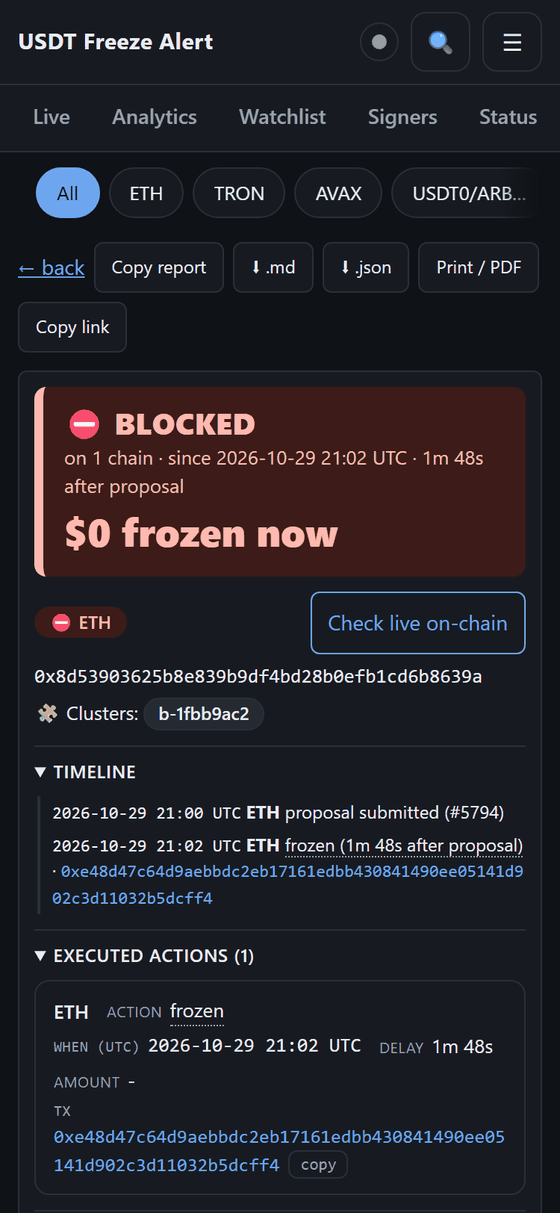 USDT Freeze Alert
☰
Live Analytics Watchlist Signers Status
All ETH TRON AVAX USDT0/ARB...
← back Copy report ⬇ .md ⬇ .json Print / PDF
Copy link
⛔ BLOCKED
on 1 chain · since 2026-10-29 21:02 UTC · 1m 48s
after proposal
$0 frozen now
⛔ ETH Check live on-chain
0x8d53903625b8e839b9df4bd28b0efb1cd6b8639a
Clusters: b-1fbb9ac2
▼ TIMELINE
2026-10-29 21:00 UTC ETH proposal submitted (#5794)
2026-10-29 21:02 UTC ETH frozen (1m 48s after proposal)
· 0xe48d47c64d9aebbdc2eb17161edbb430841490ee05141d9
02c3d11032b5dcff4
▼ EXECUTED ACTIONS (1)
ETH ACTION frozen
WHEN (UTC) 2026-10-29 21:02 UTC DELAY 1m 48s
AMOUNT -
TX
0xe48d47c64d9aebbdc2eb17161edbb430841490ee05
141d902c3d11032b5dcff4 copy